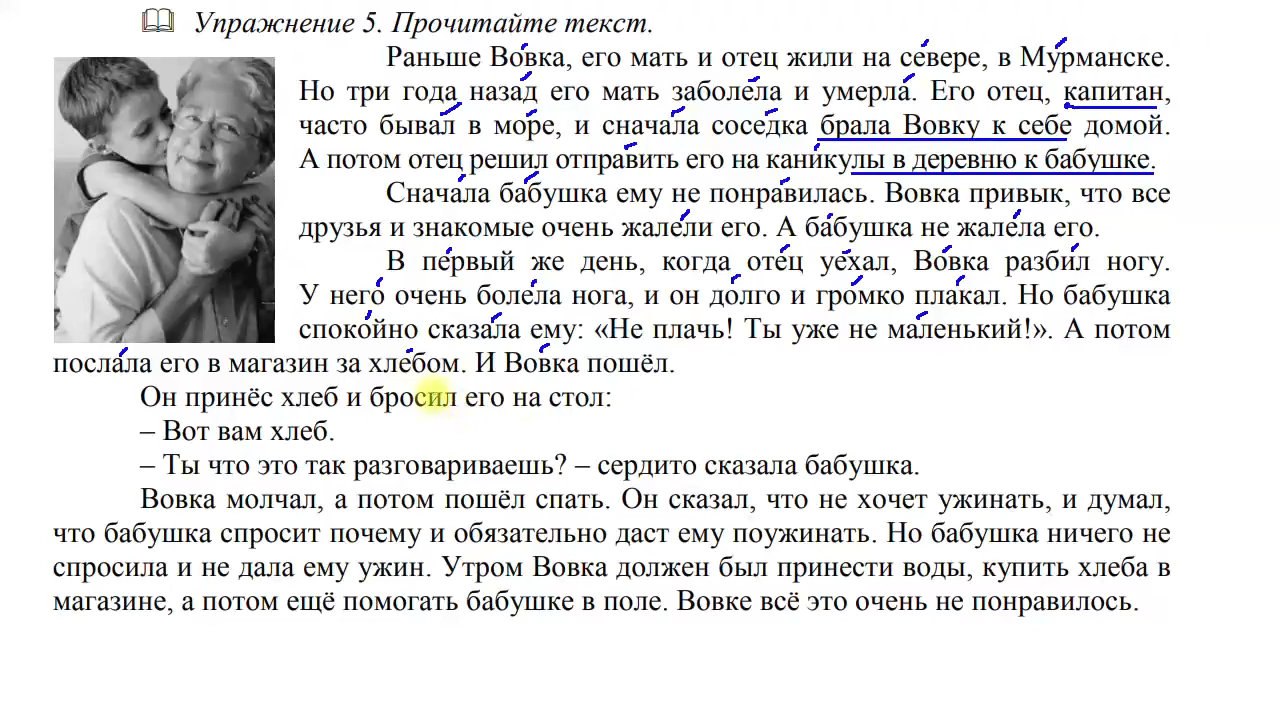 Упражнение 5. Прочитайте текст.
Раньше Вовка, его мать и отец жили на севере, в Мурманске.
Но три года назад его мать заболела и умерла. Его отец, капитан,
часто бывал в море, и сначала соседка брала Вовку к себе домой.
А потом отец решил отправить его на каникулы в деревню к бабушке.
Сначала бабушка ему не понравилась. Вовка привык, что все
друзья и знакомые очень жалели его. А бабушка не жалела его.
В первый же день, когда отец уехал, Вовка разбил ногу.
У него очень болела нога, и он долго и громко плакал. Но бабушка
спокойно сказала ему: «Не плачь! Ты уже не маленький!». А потом
послала его в магазин за хлебом. И Вовка пошёл.
Он принёс хлеб и бросил его на стол:
– Вот вам хлеб.
– Ты что это так разговариваешь? – сердито сказала бабушка.
Вовка молчал, а потом пошёл спать. Он сказал, что не хочет ужинать, и думал,
что бабушка спросит почему и обязательно даст ему поужинать. Но бабушка ничего не
спросила и не дала ему ужин. Утром Вовка должен был принести воды, купить хлеба в
магазине, а потом ещё помогать бабушке в поле. Вовке всё это очень не понравилось.